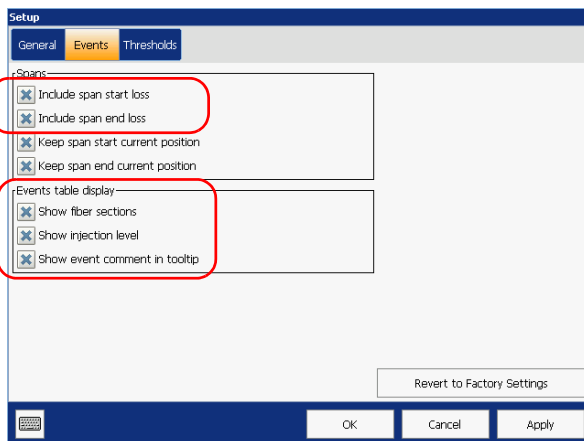 Setup
General Events Thresholds
Spans
Include span start loss
Include span end loss
Keep span start current position
Keep span end current position
Events table display
Show fiber sections
Show injection level
Show event comment in tooltip
Revert to Factory Settings
OK Cancel Apply